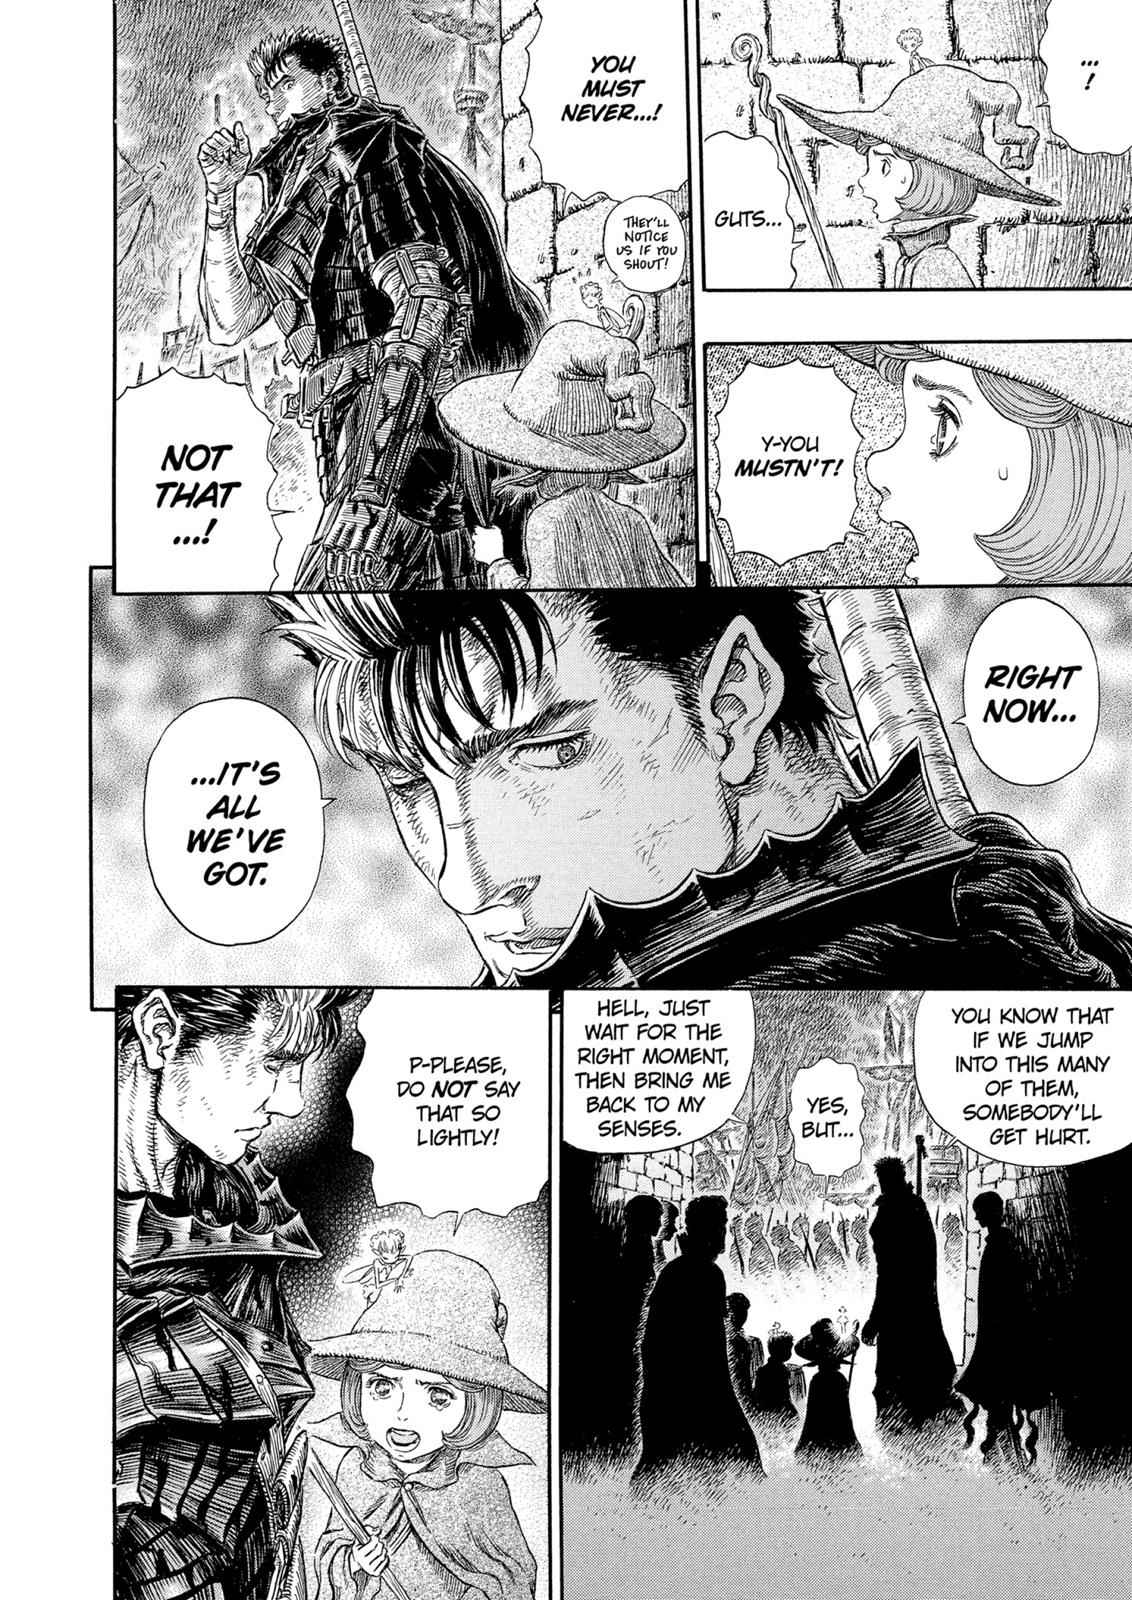 ...
!
GUTS...
Y-YOU
MUSTN'T!
YOU
MUST
NEVER...!
THEY'LL
NOTICE
US IF YOU
SHOUT!
NOT
THAT
...!
RIGHT
NOW...
...IT'S
ALL
WE'VE
GOT.
YOU KNOW THAT
IF WE JUMP
INTO THIS MANY
OF THEM,
SOMEBODY'LL
GET HURT.
YES,
BUT...
HELL, JUST
WAIT FOR THE
RIGHT MOMENT,
THEN BRING ME
BACK TO MY
SENSES.
P-PLEASE,
DO NOT SAY
THAT SO
LIGHTLY!